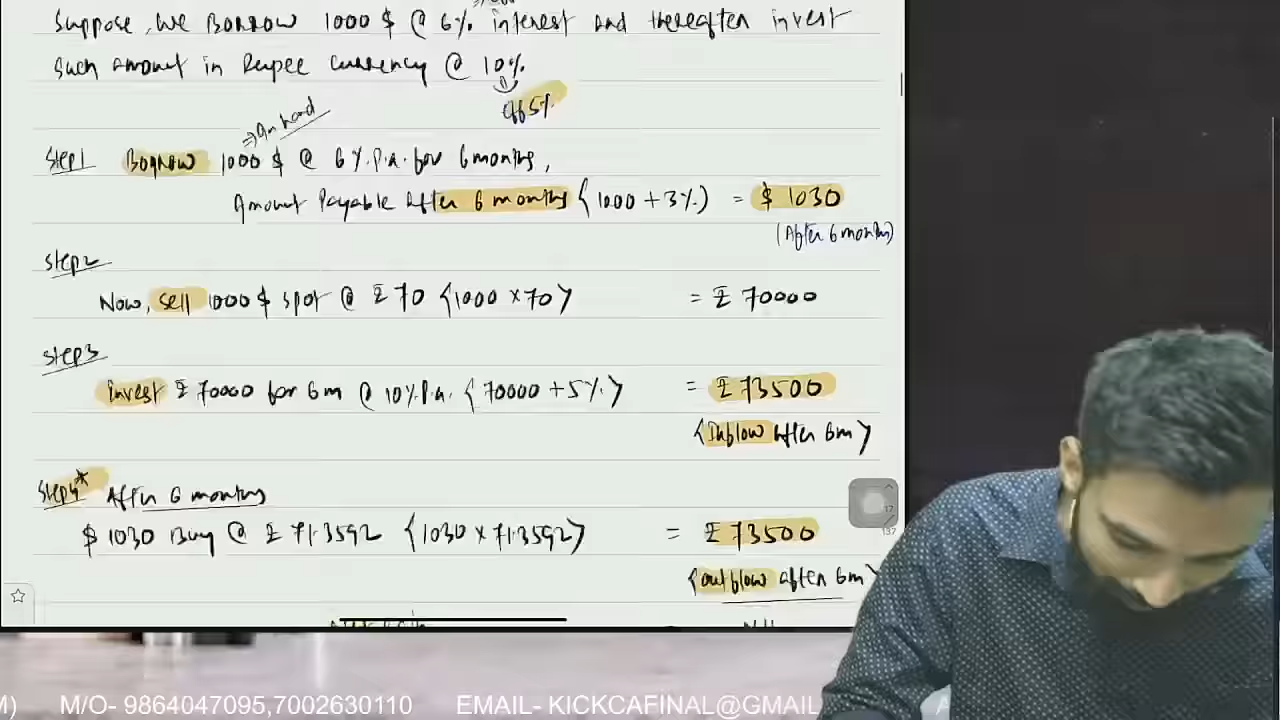 Suppose, we Borrow 1000 $ @ 6% interest and thereafter invest
such amount in Rupee currency @ 10%.
Step1 Borrow 1000 $ @ 6% P.a. for 6 months,
Amount Payable after 6 months {1000 + 3%} = $ 1030
(After 6 months)
Step2
Now, sell 1000 $ spot @ ₹ 70 {1000 × 70} = ₹ 70000
Step3
Invest ₹ 70000 for 6m @ 10% P.a. {70000 + 5%} = ₹ 73500
{Inflow after 6m}
Step4* After 6 months
$ 1030 Buy @ ₹ 71.3592 {1030 × 71.3592} = ₹ 73500
{outflow after 6m}
17
137
M) M/O- 9864047095,7002630110 EMAIL- KICKCAFINAL@GMAIL